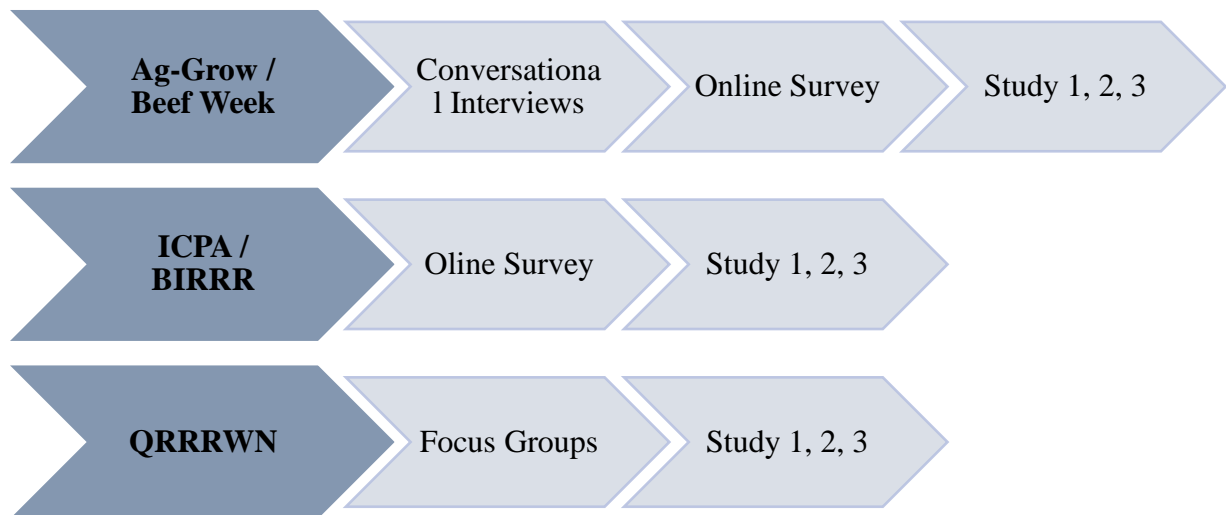 Ag-Grow /
Beef Week
Conversationa
l Interviews
Online Survey
Study 1, 2, 3
ICPA /
BIRRR
Oline Survey
Study 1, 2, 3
QRRRWN
Focus Groups
Study 1, 2, 3